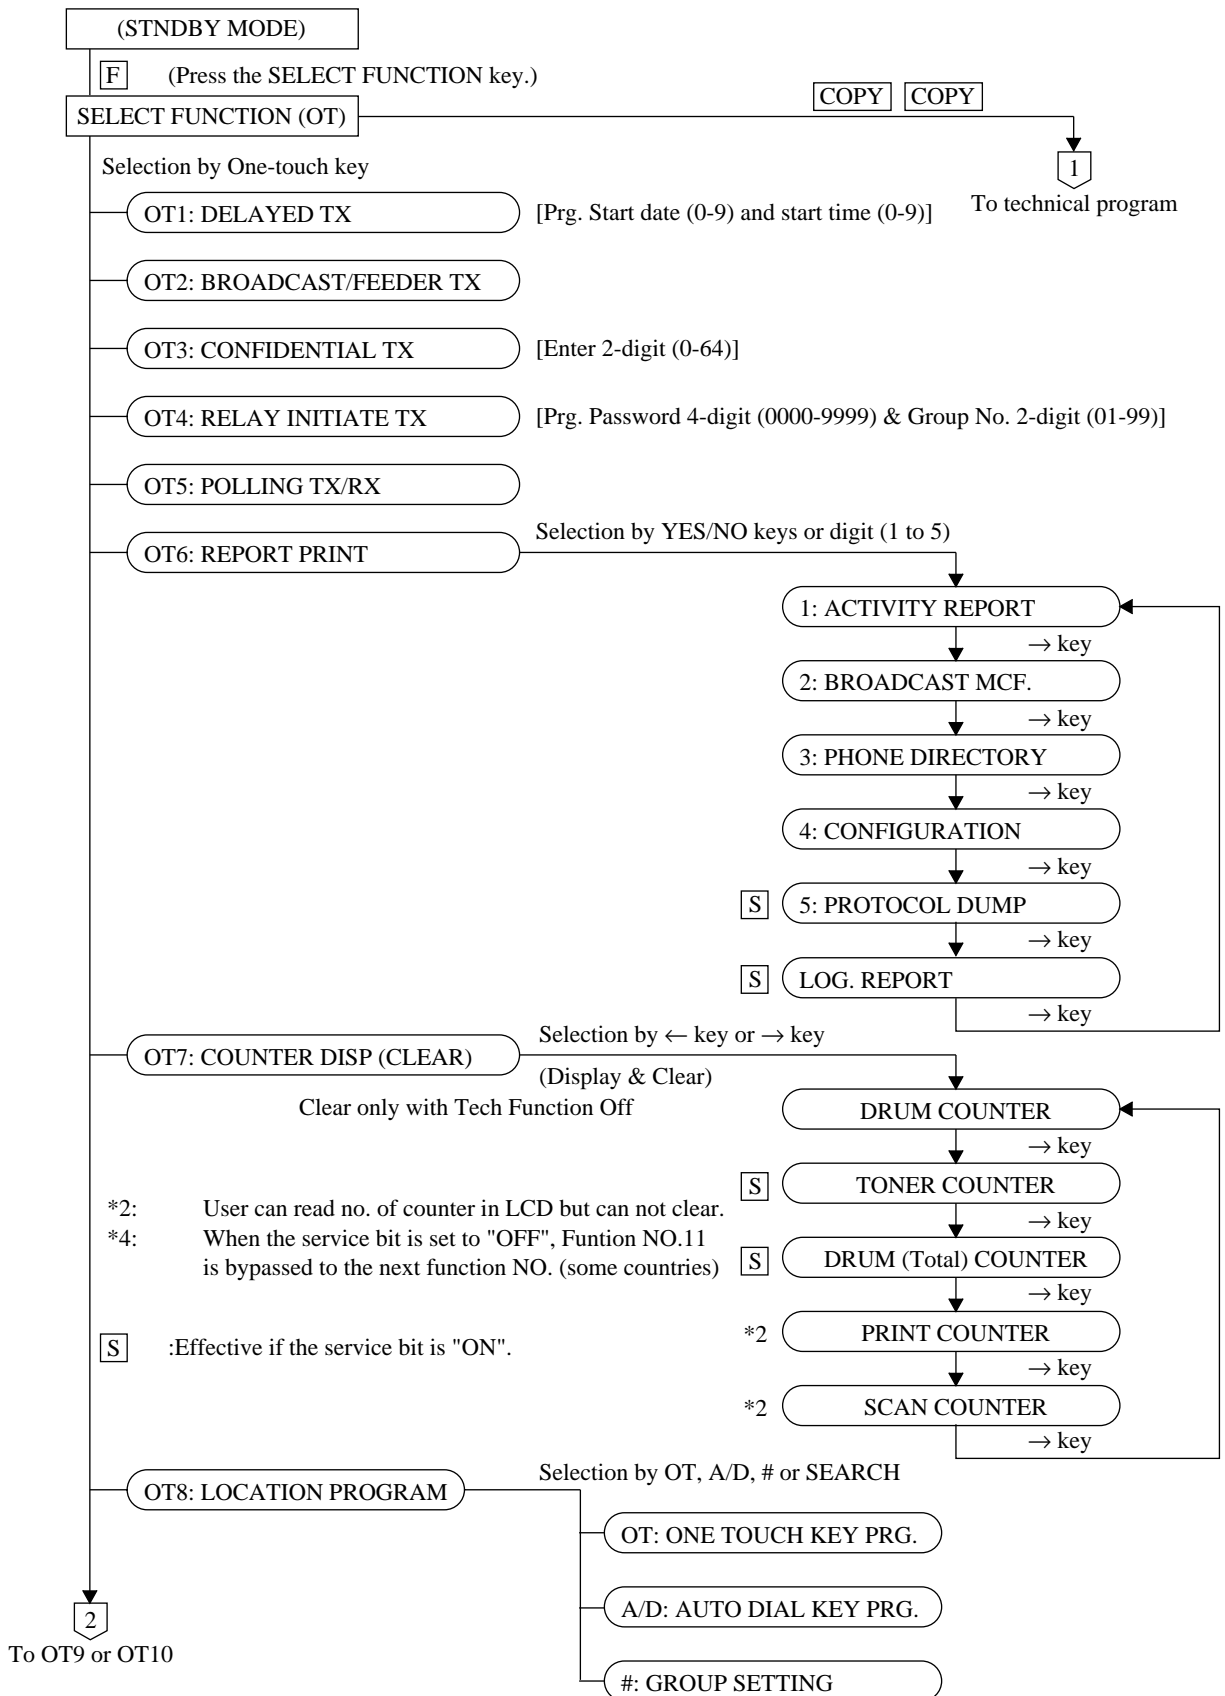 (STNDBY MODE)
F (Press the SELECT FUNCTION key.)
COPY COPY
SELECT FUNCTION (OT)
Selection by One-touch key
1
To technical program
OT1: DELAYED TX [Prg. Start date (0-9) and start time (0-9)]
OT2: BROADCAST/FEEDER TX
OT3: CONFIDENTIAL TX [Enter 2-digit (0-64)]
OT4: RELAY INITIATE TX [Prg. Password 4-digit (0000-9999) & Group No. 2-digit (01-99)]
OT5: POLLING TX/RX
Selection by YES/NO keys or digit (1 to 5)
OT6: REPORT PRINT
1: ACTIVITY REPORT
→ key
2: BROADCAST MCF.
→ key
3: PHONE DIRECTORY
→ key
4: CONFIGURATION
→ key
S 5: PROTOCOL DUMP
→ key
S LOG. REPORT
→ key
Selection by ← key or → key
OT7: COUNTER DISP (CLEAR)
(Display & Clear)
Clear only with Tech Function Off
DRUM COUNTER
→ key
S TONER COUNTER
→ key
*2: User can read no. of counter in LCD but can not clear.
*4: When the service bit is set to "OFF", Funtion NO.11
is bypassed to the next function NO. (some countries)
S DRUM (Total) COUNTER
→ key
*2 PRINT COUNTER
S :Effective if the service bit is "ON".
→ key
*2 SCAN COUNTER
→ key
Selection by OT, A/D, # or SEARCH
OT8: LOCATION PROGRAM
OT: ONE TOUCH KEY PRG.
A/D: AUTO DIAL KEY PRG.
2
To OT9 or OT10
#: GROUP SETTING